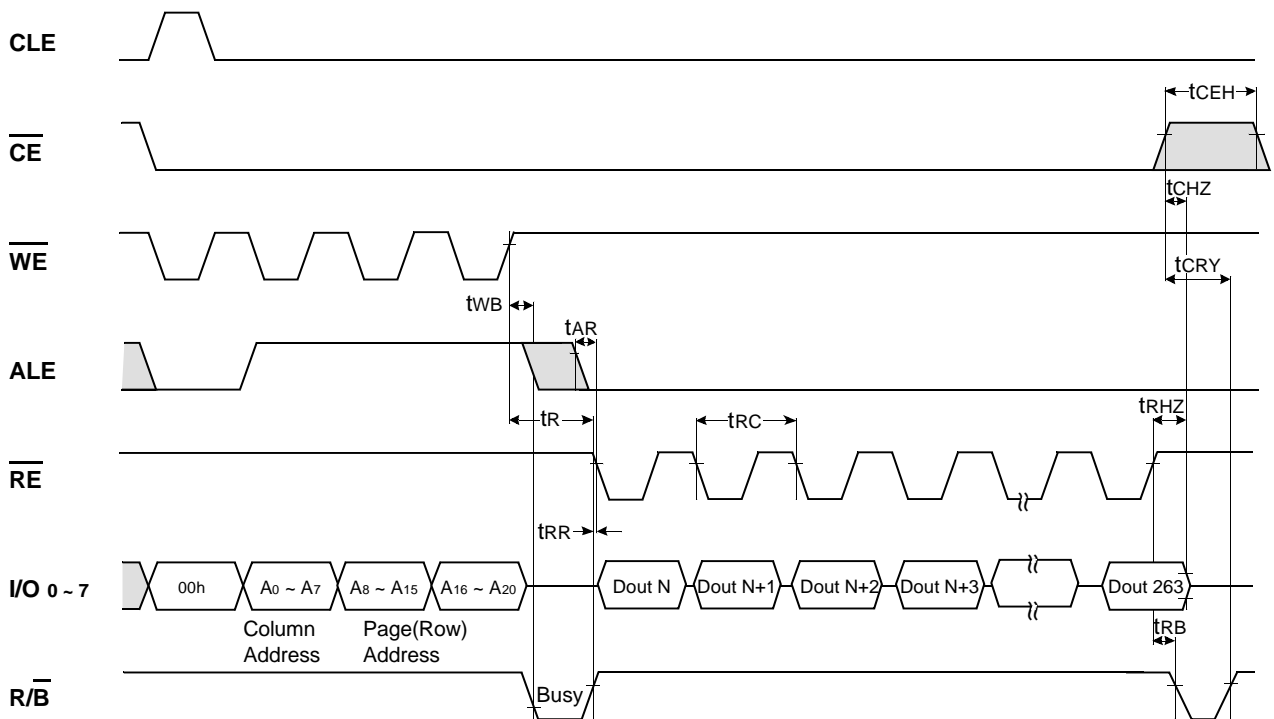 CLE
tCEH
CE
tCHZ
WE
tCRY
tWB
tAR
ALE
tR
tRC
tRHZ
RE
tRR
I/O 0 ~ 7
00h
A0 ~ A7
A8 ~ A15
A16 ~ A20
Dout N
Dout N+1
Dout N+2
Dout N+3
Dout 263
Column
Address
Page(Row)
Address
tRB
R/B
Busy